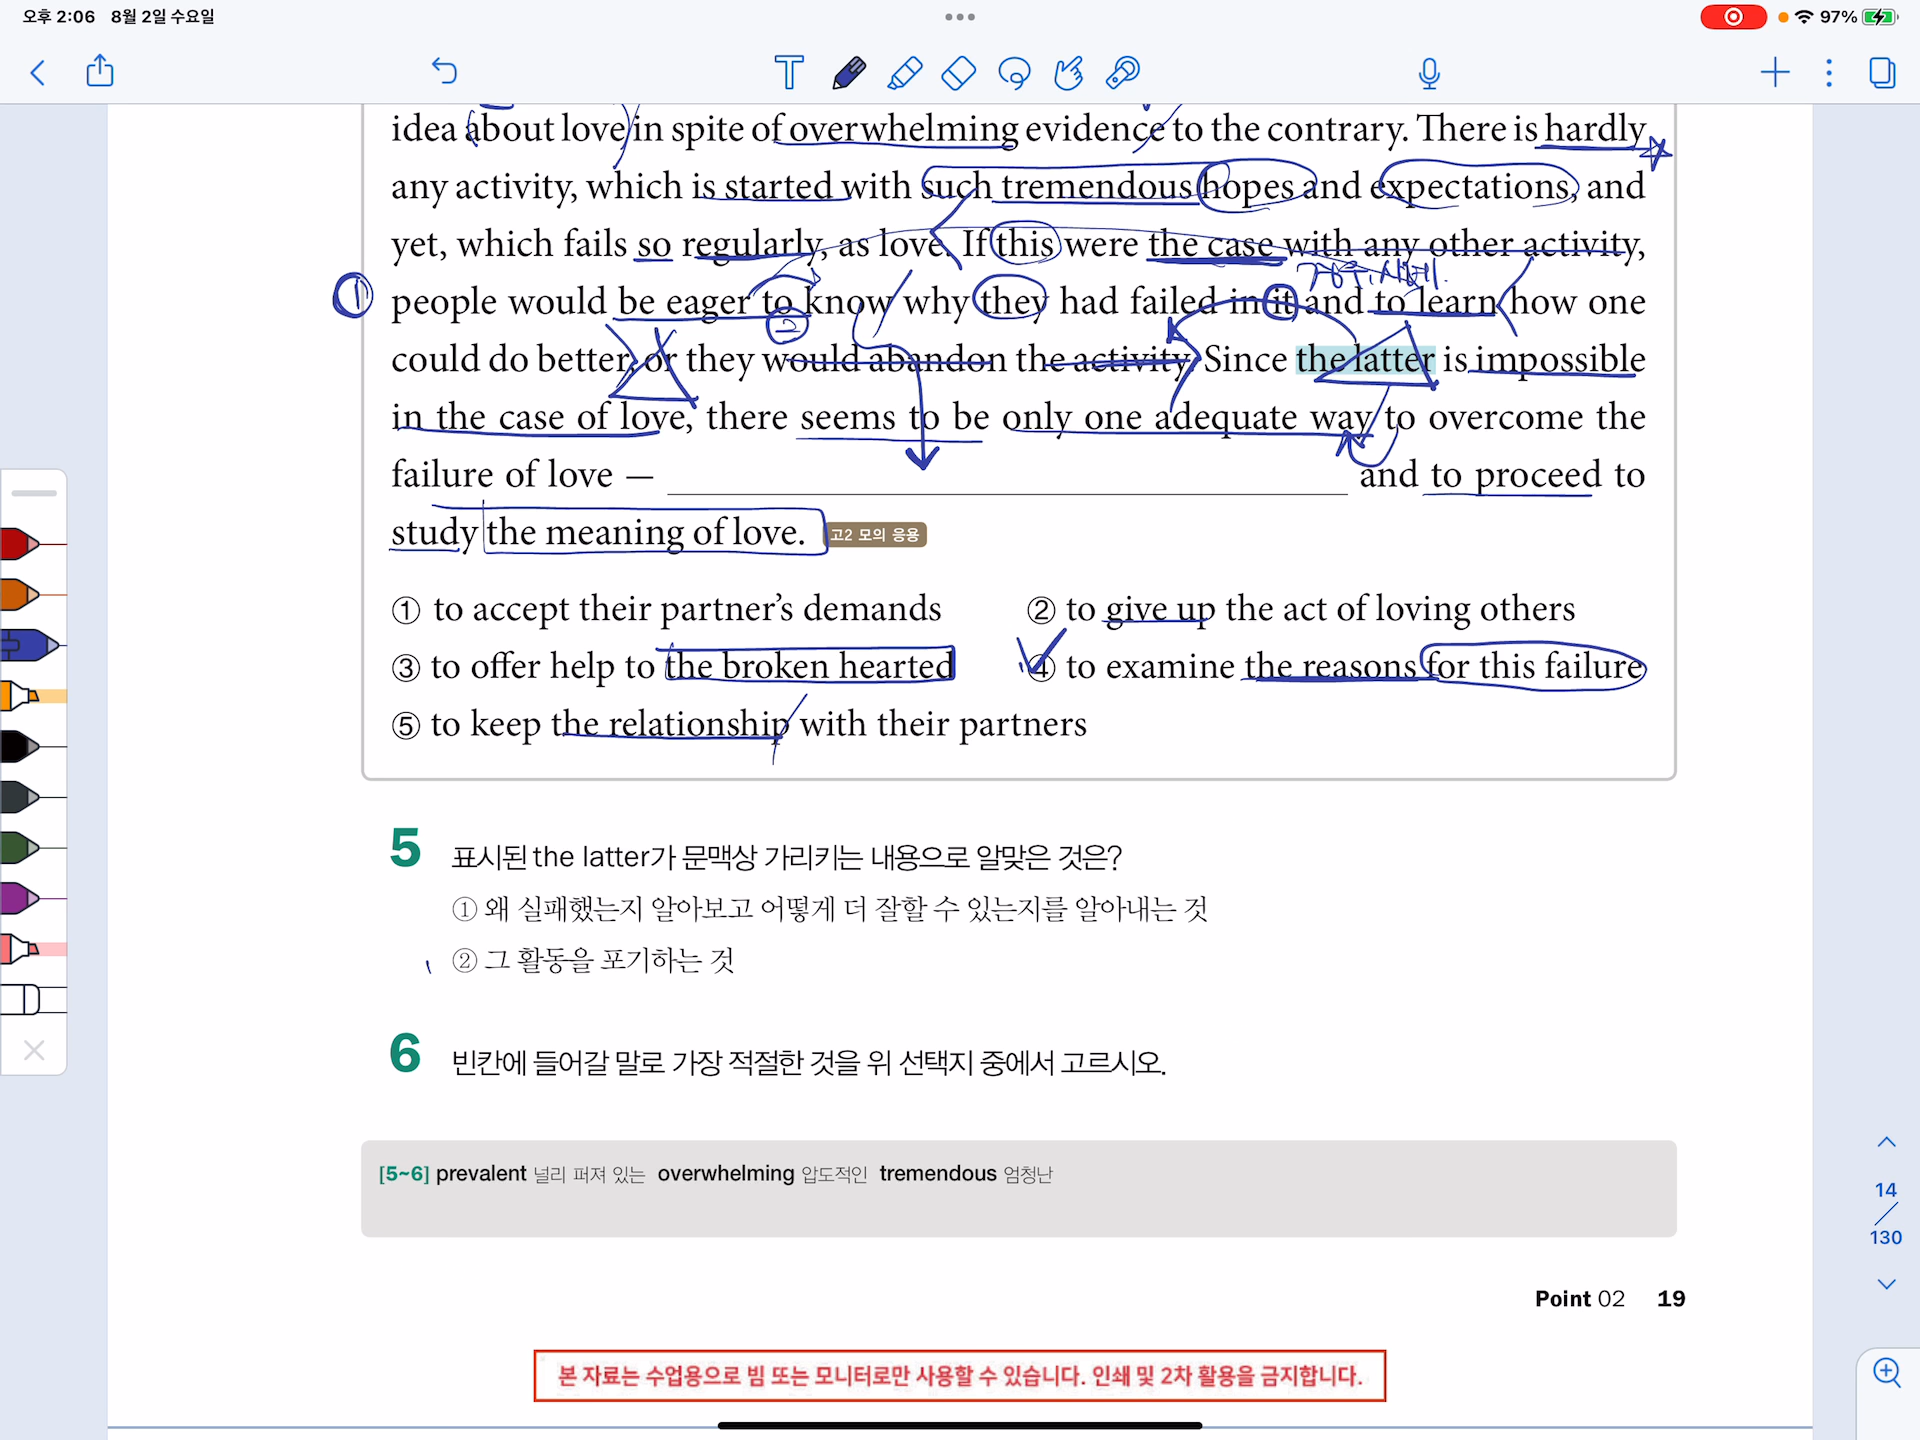 오후 2:06 8월 2일 수요일
97%
idea about love in spite of overwhelming evidence to the contrary. There is hardly
any activity, which is started with such tremendous hopes and expectations, and
yet, which fails so regularly, as love. If this were the case with any other activity,
① people would be eager to know why they had failed in it and to learn how one
②
could do better, or they would abandon the activity. Since the latter is impossible
in the case of love, there seems to be only one adequate way to overcome the
failure of love — and to proceed to
study the meaning of love. 고2 모의 응용
① to accept their partner's demands ② to give up the act of loving others
③ to offer help to the broken hearted ④ to examine the reasons for this failure
⑤ to keep the relationship with their partners
5 표시된 the latter가 문맥상 가리키는 내용으로 알맞은 것은?
① 왜 실패했는지 알아보고 어떻게 더 잘할 수 있는지를 알아내는 것
② 그 활동을 포기하는 것
6 빈칸에 들어갈 말로 가장 적절한 것을 위 선택지 중에서 고르시오.
[5~6] prevalent 널리 퍼져 있는 overwhelming 압도적인 tremendous 엄청난
14
130
Point 02 19
본 자료는 수업용으로 빔 또는 모니터로만 사용할 수 있습니다. 인쇄 및 2차 활용을 금지합니다.